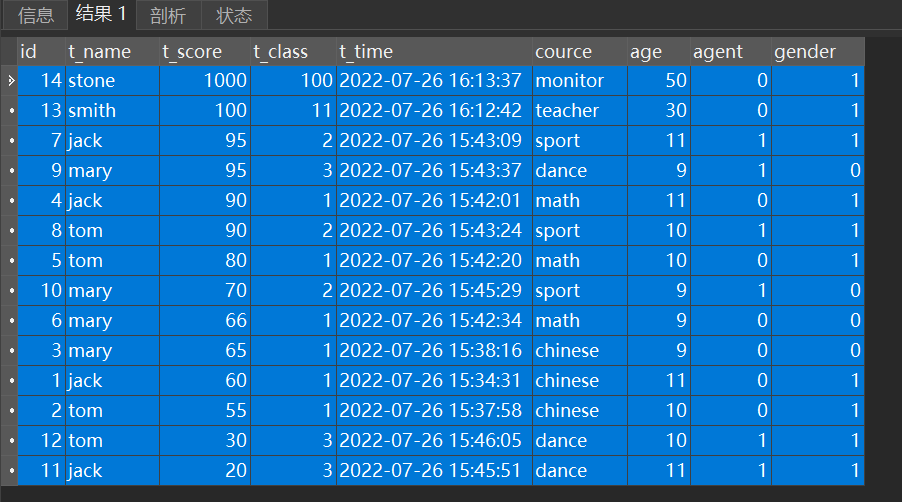 信息 结果 1 剖析 状态
id t_name t_score t_class t_time cource age agent gender
14 stone 1000 100 2022-07-26 16:13:37 monitor 50 0 1
13 smith 100 11 2022-07-26 16:12:42 teacher 30 0 1
7 jack 95 2 2022-07-26 15:43:09 sport 11 1 1
9 mary 95 3 2022-07-26 15:43:37 dance 9 1 0
4 jack 90 1 2022-07-26 15:42:01 math 11 0 1
8 tom 90 2 2022-07-26 15:43:24 sport 10 1 1
5 tom 80 1 2022-07-26 15:42:20 math 10 0 1
10 mary 70 2 2022-07-26 15:45:29 sport 9 1 0
6 mary 66 1 2022-07-26 15:42:34 math 9 0 0
3 mary 65 1 2022-07-26 15:38:16 chinese 9 0 0
1 jack 60 1 2022-07-26 15:34:31 chinese 11 0 1
2 tom 55 1 2022-07-26 15:37:58 chinese 10 0 1
12 tom 30 3 2022-07-26 15:46:05 dance 10 1 1
11 jack 20 3 2022-07-26 15:45:51 dance 11 1 1